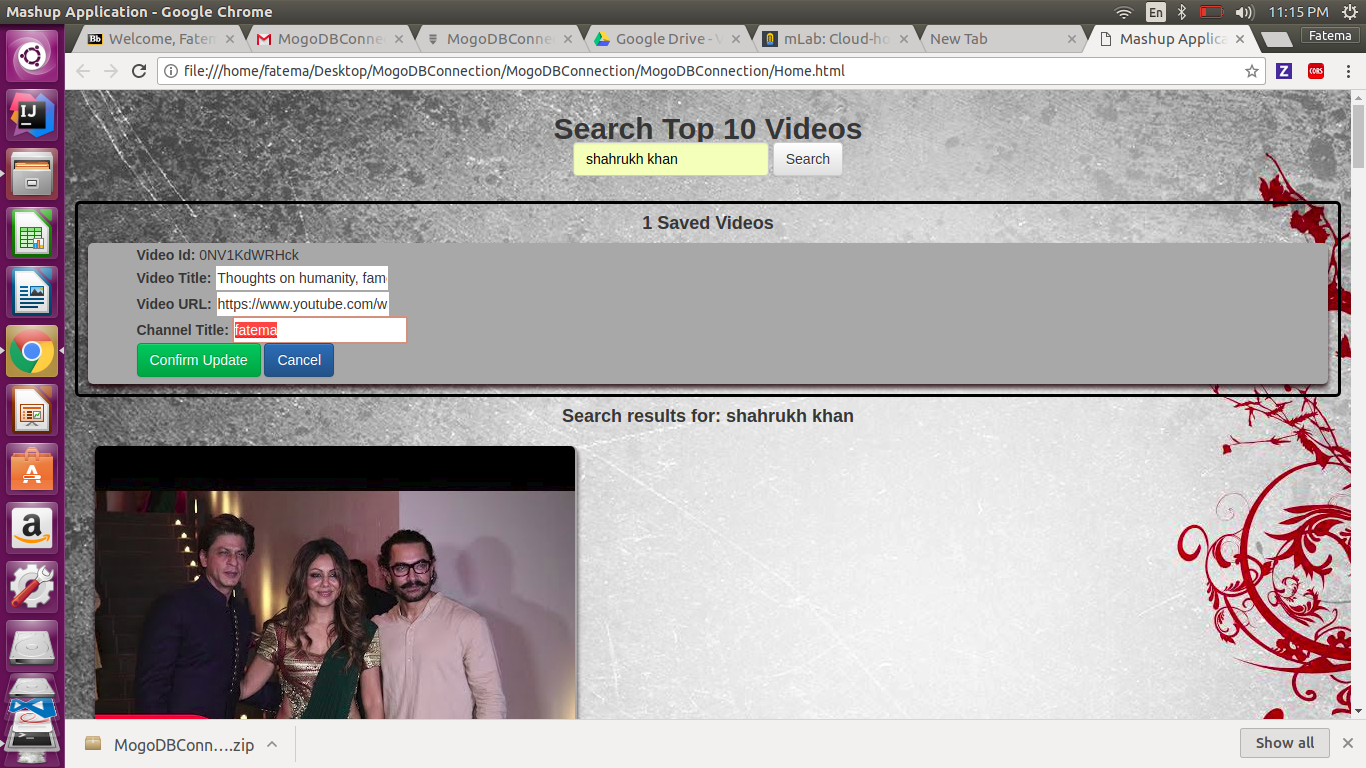 Mashup Application - Google Chrome
En
11:15 PM
Welcome, Faten
MogoDBConne
MogoDBConne
Google Drive - V
mLab: Cloud-ho
New Tab
Mashup Applica
Fatema
file:///home/fatema/Desktop/MogoDBConnection/MogoDBConnection/MogoDBConnection/Home.html
Z
CORS
Search Top 10 Videos
shahrukh khan
Search
1 Saved Videos
Video Id: 0NV1KdWRHck
Video Title: Thoughts on humanity, fam
Video URL: https://www.youtube.com/w
Channel Title: fatema
Confirm Update
Cancel
Search results for: shahrukh khan
MogoDBConn....zip
Show all